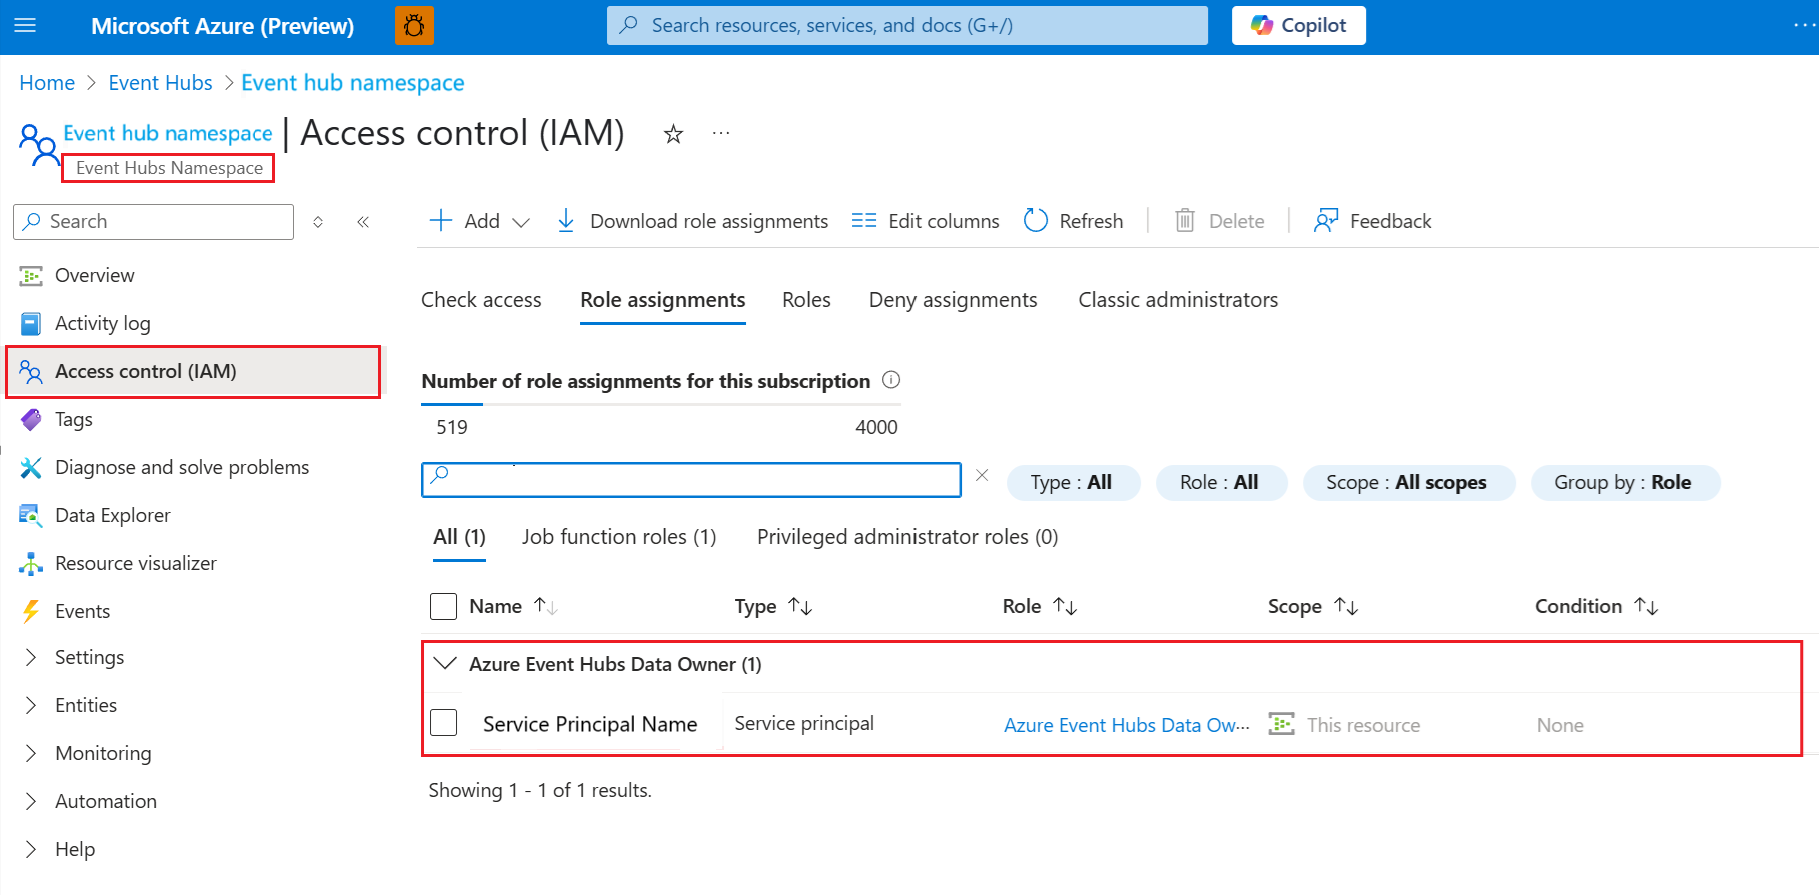 Microsoft Azure (Preview)
Search resources, services, and docs (G+/)
Copilot
Home > Event Hubs > Event hub namespace
Event hub namespace | Access control (IAM)
Event Hubs Namespace
Search
Add
Download role assignments
Edit columns
Refresh
Delete
Feedback
Overview
Activity log
Access control (IAM)
Tags
Diagnose and solve problems
Data Explorer
Resource visualizer
Events
Settings
Entities
Monitoring
Automation
Help
Check access
Role assignments
Roles
Deny assignments
Classic administrators
Number of role assignments for this subscription
519
4000
Type : All
Role : All
Scope : All scopes
Group by : Role
All (1)
Job function roles (1)
Privileged administrator roles (0)
Name
Type
Role
Scope
Condition
Azure Event Hubs Data Owner (1)
Service Principal Name
Service principal
Azure Event Hubs Data Ow...
This resource
None
Showing 1 - 1 of 1 results.